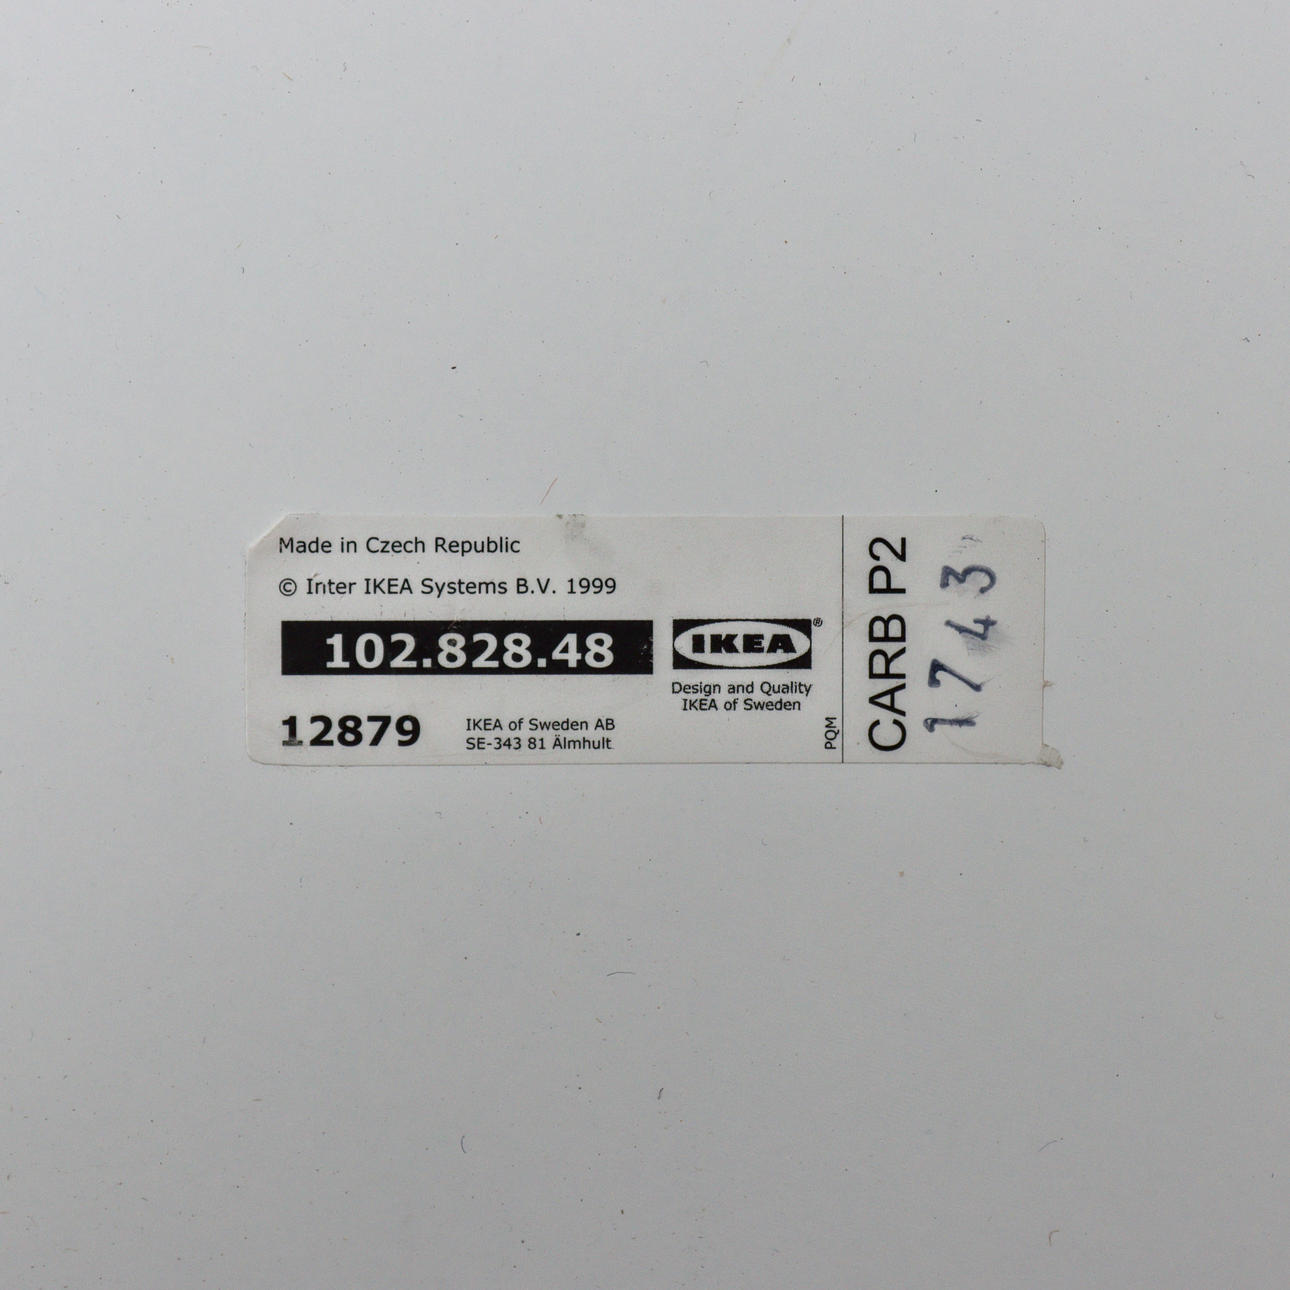 Made in Czech Republic
© Inter IKEA Systems B.V. 1999
102.828.48
IKEA®
Design and Quality
IKEA of Sweden
12879
IKEA of Sweden AB
SE-343 81 Älmhult
PQM
CARB P2
1743